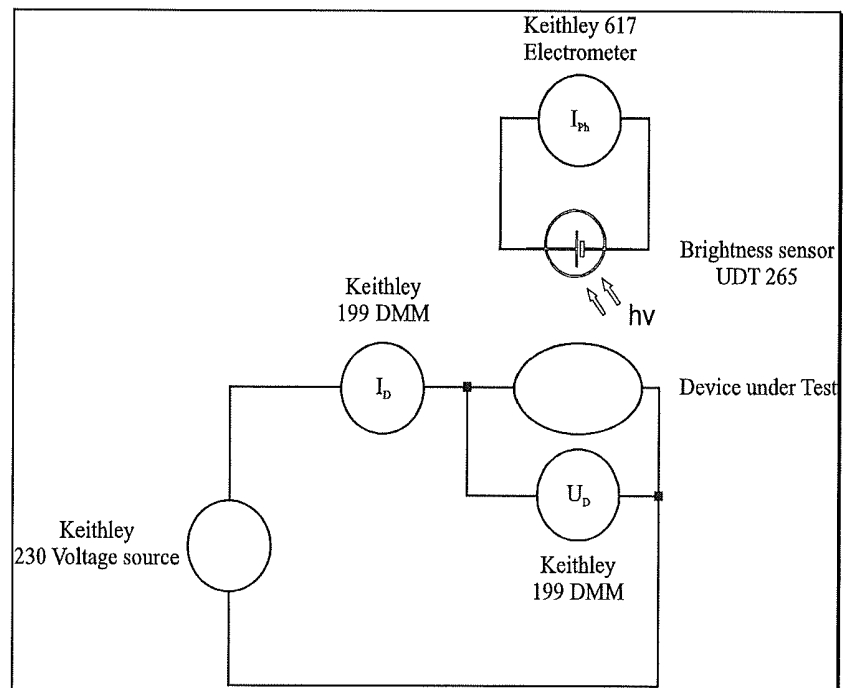 Keithley 617
Electrometer
I_Ph
Brightness sensor
UDT 265
hv
Keithley
199 DMM
I_D
Device under Test
U_D
Keithley
230 Voltage source
Keithley
199 DMM